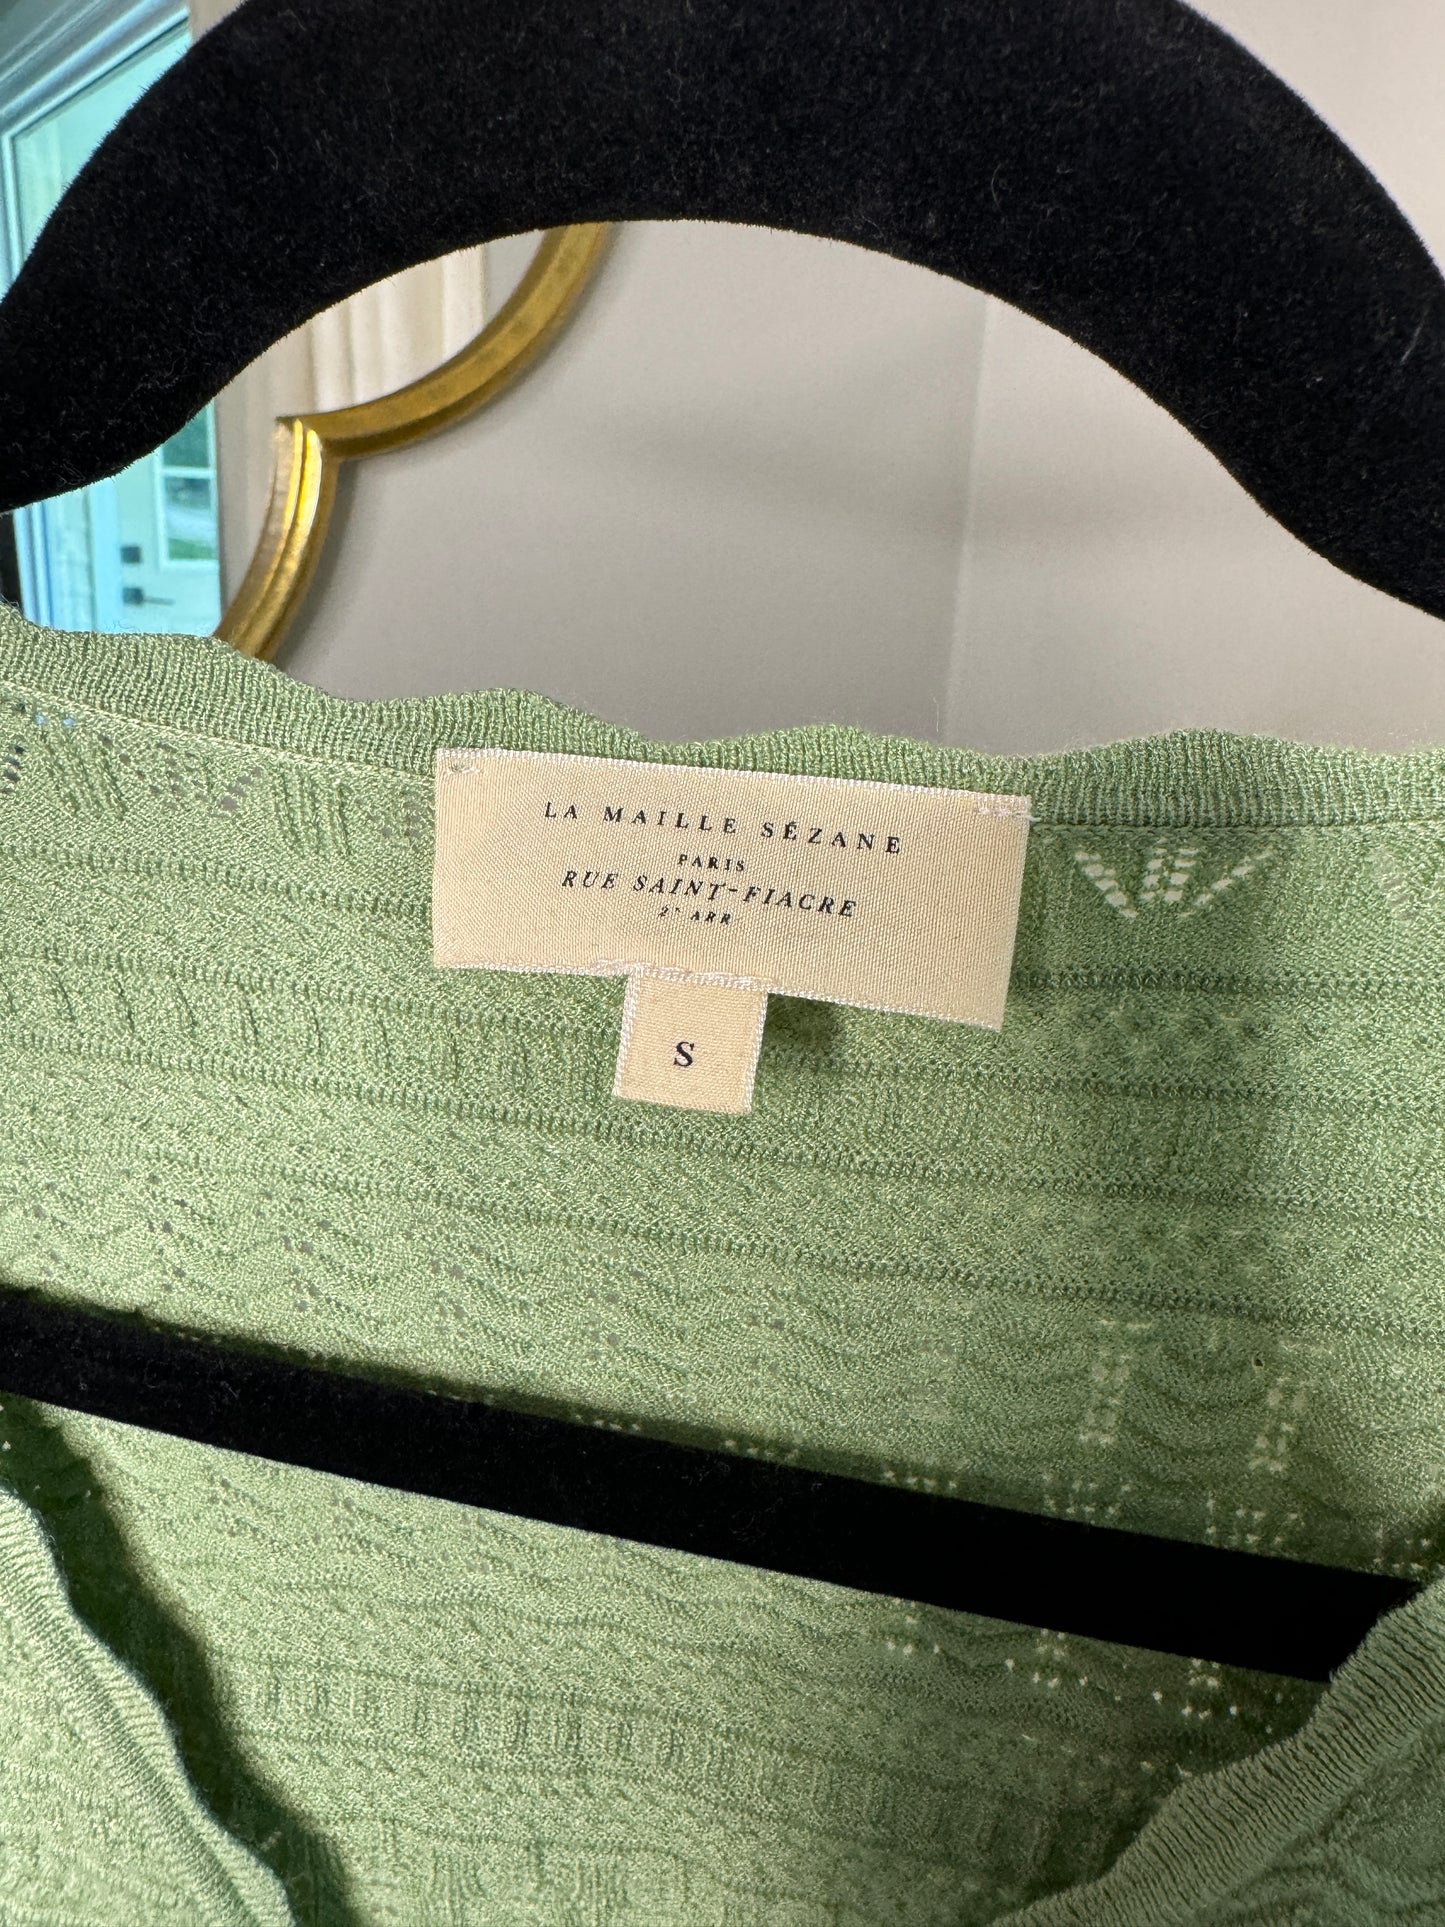 LA MAILLE SÉZANE
PARIS
RUE SAINT-FIACRE
2e ARR
S